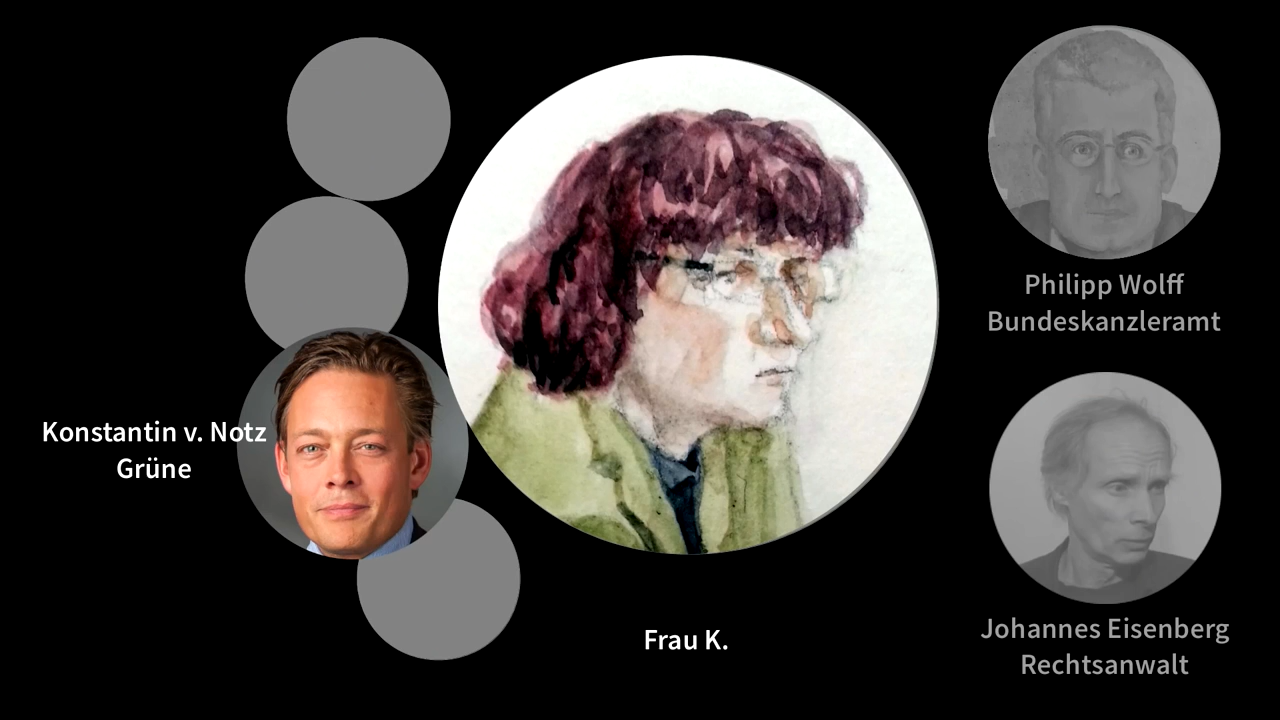 Konstantin v. Notz
Grüne
Frau K.
Philipp Wolff
Bundeskanzleramt
Johannes Eisenberg
Rechtsanwalt